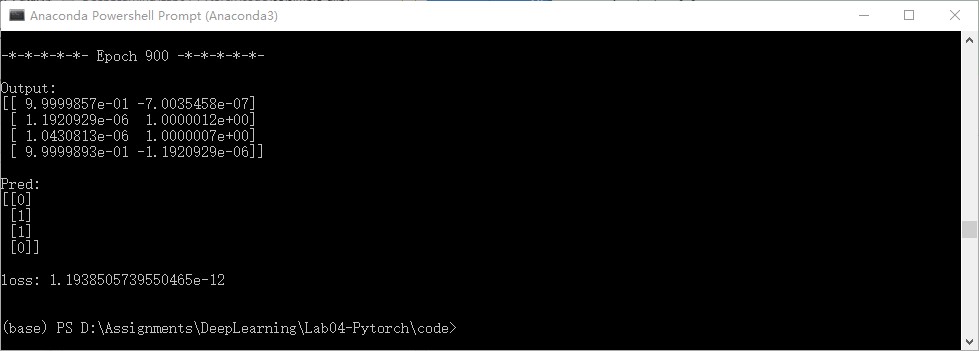 Anaconda Powershell Prompt (Anaconda3)
-*-*-*-*-*- Epoch 900 -*-*-*-*-*-
Output:
[[ 9.9999857e-01 -7.0035458e-07]
 [ 1.1920929e-06  1.0000012e+00]
 [ 1.0430813e-06  1.0000007e+00]
 [ 9.9999893e-01 -1.1920929e-06]]
Pred:
[[0]
 [1]
 [1]
 [0]]
loss: 1.1938505739550465e-12
(base) PS D:\Assignments\DeepLearning\Lab04-Pytorch\code>